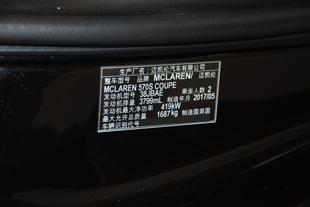 生产厂名：迈凯伦汽车有限公司
整车型号 品牌 MCLAREN/ 迈凯伦
MCLAREN 570S COUPE 乘坐人数 2
发动机型号 38JBAE
发动机排量 3799mL 制造年月 2017/05
发动机最大净功率 419kW
最大允许总质量 1687kg 制造国英国
车辆识别代号